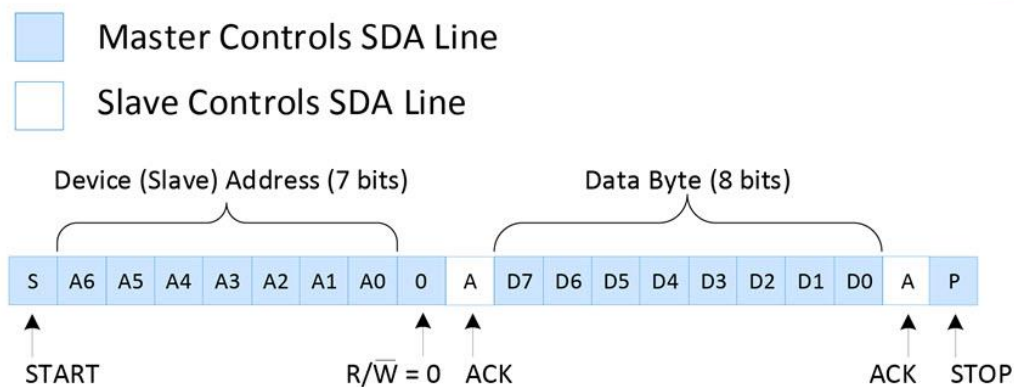 Master Controls SDA Line
Slave Controls SDA Line
Device (Slave) Address (7 bits) Data Byte (8 bits)
S A6 A5 A4 A3 A2 A1 A0 0 A D7 D6 D5 D4 D3 D2 D1 D0 A P
START R/W̅ = 0 ACK ACK STOP